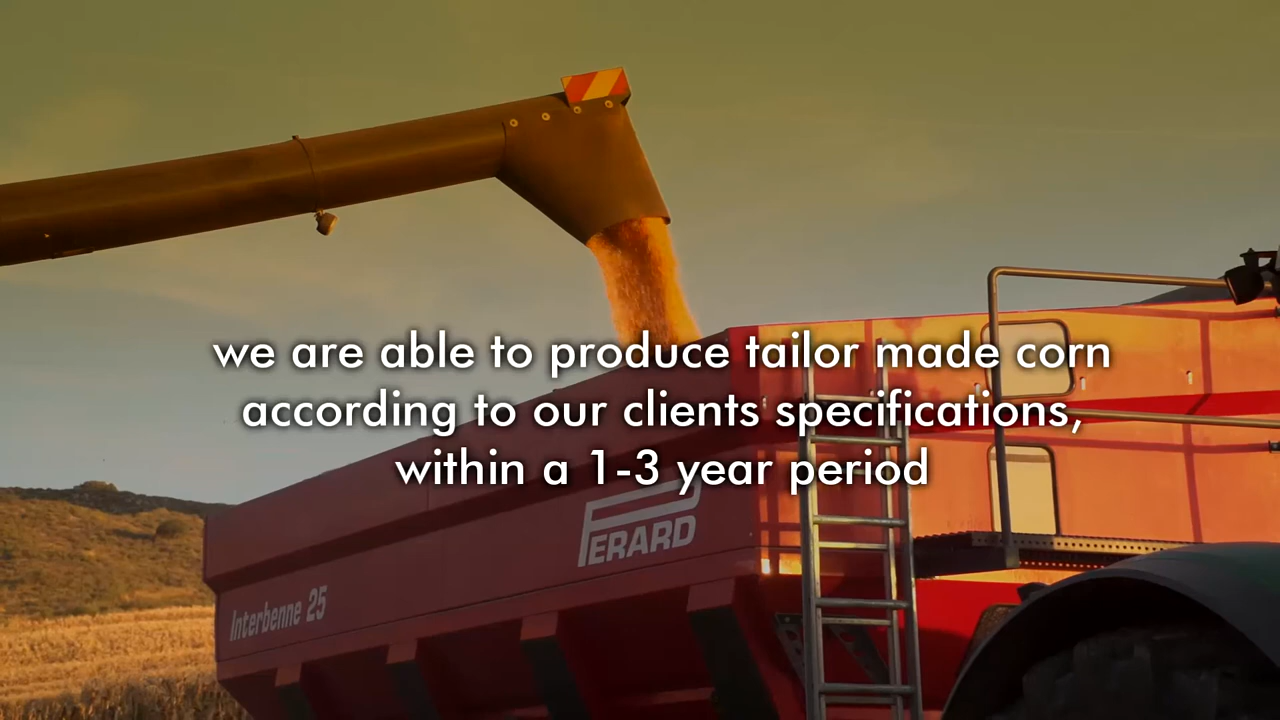 we are able to produce tailor made corn
according to our clients specifications,
within a 1-3 year period
PERARD
Interbenne 25